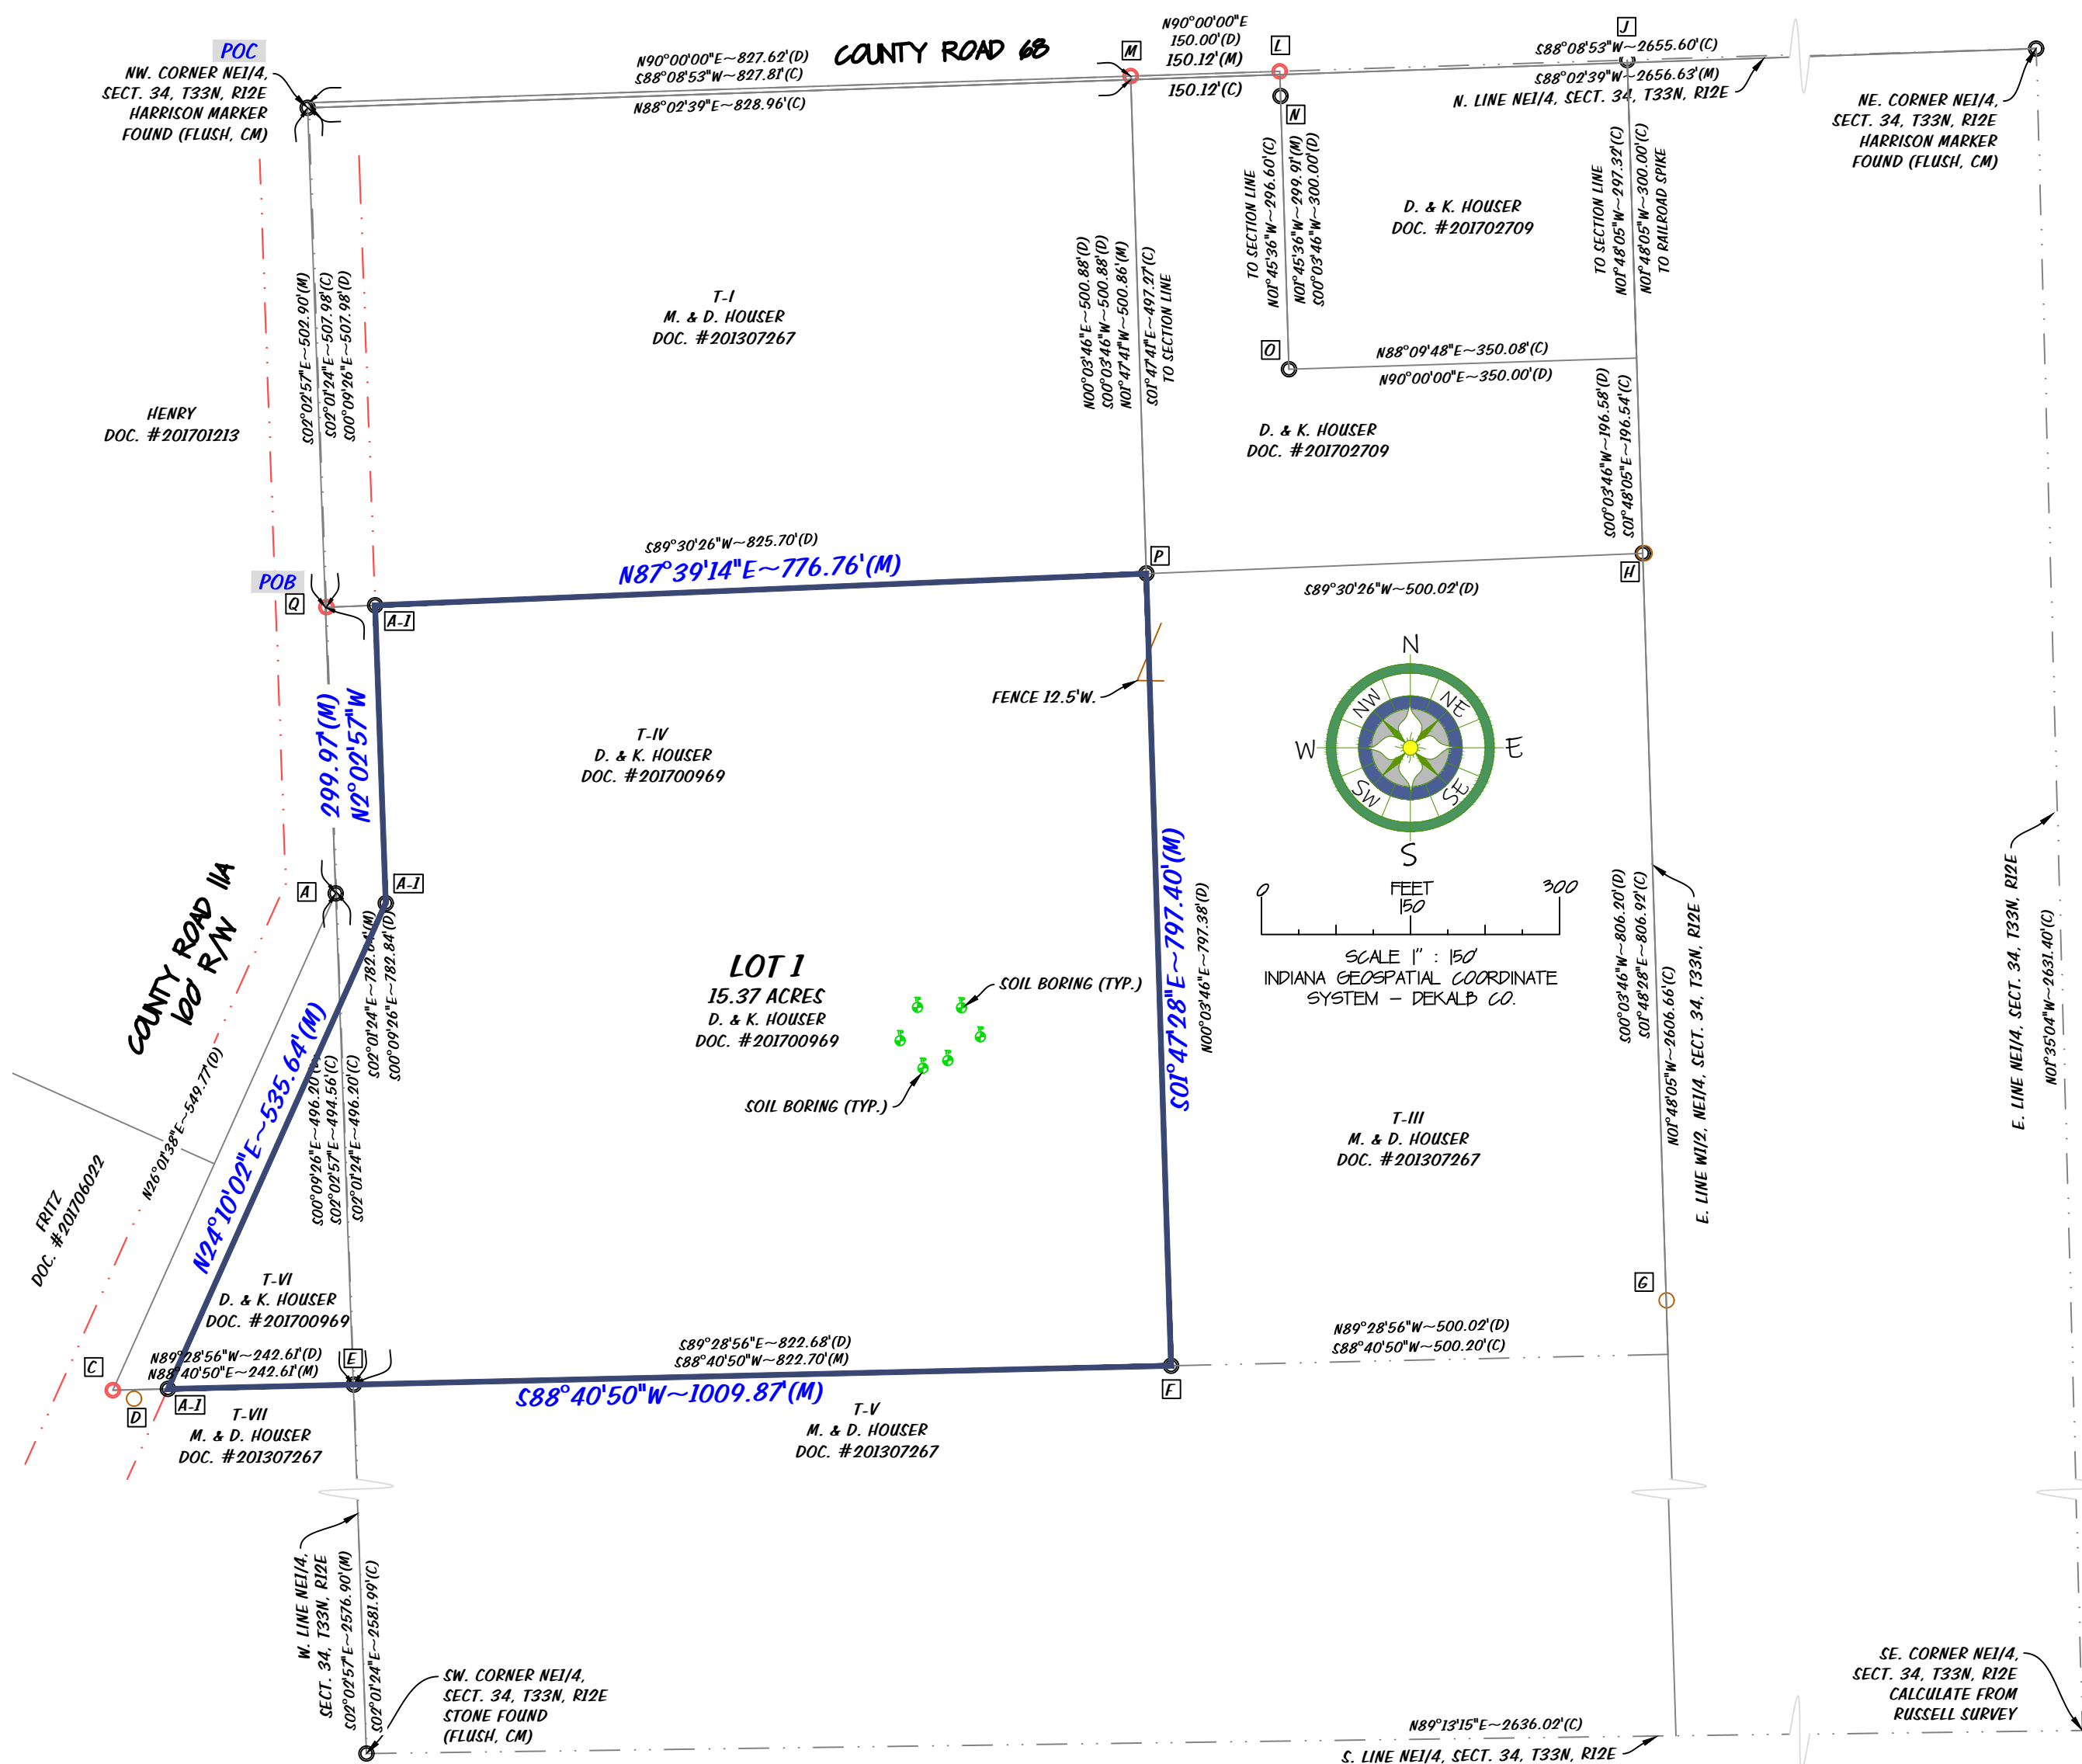 POC
NW. CORNER NE1/4,
SECT. 34, T33N, R12E
HARRISON MARKER
FOUND (FLUSH, CM)
N90°00'00"E~827.62'(D)
S88°08'53"W~827.81'(C)
N88°02'39"E~828.96'(C)
COUNTY ROAD 68
M
N90°00'00"E
150.00'(D)
150.12'(M)
150.12'(C)
L
N
J
S88°08'53"W~2655.60'(C)
S88°02'39"W~2656.63'(M)
N. LINE NE1/4, SECT. 34, T33N, R12E
NE. CORNER NE1/4,
SECT. 34, T33N, R12E
HARRISON MARKER
FOUND (FLUSH, CM)
TO SECTION LINE
N01°45'36"W~296.60'(C)
N01°45'36"W~299.91'(M)
S00°03'46"W~300.00'(D)
D. & K. HOUSER
DOC. #201702709
TO SECTION LINE
N01°48'05"W~297.32'(C)
N01°48'05"W~300.00'(C)
TO RAILROAD SPIKE
S02°02'57"E~502.90'(M)
S02°01'24"E~507.98'(C)
S00°09'26"E~507.98'(D)
T-I
M. & D. HOUSER
DOC. #201307267
N00°03'46"E~500.88'(D)
S00°03'46"W~500.88'(D)
N01°47'41"W~500.86'(M)
S01°47'41"E~497.27'(C)
TO SECTION LINE
O
N88°09'48"E~350.08'(C)
N90°00'00"E~350.00'(D)
HENRY
DOC. #201701213
D. & K. HOUSER
DOC. #201702709
S00°03'46"W~196.58'(D)
S01°48'05"E~196.54'(C)
S89°30'26"W~825.70'(D)
N87°39'14"E~776.76'(M)
P
POB
Q
A-1
S89°30'26"W~500.02'(D)
H
N
NW
NE
W
E
SW
SE
S
FENCE 12.5'W.
299.97'(M)
N2°02'57"W
T-IV
D. & K. HOUSER
DOC. #201700969
0
FEET
150
300
SCALE 1" : 150'
INDIANA GEOSPATIAL COORDINATE
SYSTEM - DEKALB CO.
A
A-1
COUNTY ROAD 11A
100' R/W
S02°01'24"E~782.64'(M)
S00°09'26"E~782.84'(D)
S01°47'28"E~797.40'(M)
N00°03'46"E~797.38'(D)
S00°03'46"W~806.20'(D)
S01°48'28"E~806.92'(C)
N01°48'05"W~2606.66'(C)
E. LINE W1/2, NE1/4, SECT. 34, T33N, R12E
E. LINE NE1/4, SECT. 34, T33N, R12E
N01°35'04"W~2631.40'(C)
LOT 1
15.37 ACRES
D. & K. HOUSER
DOC. #201700969
SOIL BORING (TYP.)
SOIL BORING (TYP.)
N26°01'38"E~549.77'(D)
N24°10'02"E~535.64'(M)
S00°09'26"E~496.20'
S02°02'57"E~494.56'(C)
S02°01'24"E~496.20'(C)
FRITZ
DOC. #201706022
T-III
M. & D. HOUSER
DOC. #201307267
G
T-VI
D. & K. HOUSER
DOC. #201700969
N89°28'56"W~242.61'(D)
N88°40'50"E~242.61'(M)
C
D
A-1
E
S89°28'56"E~822.68'(D)
S88°40'50"W~822.70'(M)
S88°40'50"W~1009.87'(M)
F
N89°28'56"W~500.02'(D)
S88°40'50"W~500.20'(C)
T-VII
M. & D. HOUSER
DOC. #201307267
T-V
M. & D. HOUSER
DOC. #201307267
W. LINE NE1/4,
SECT. 34, T33N, R12E
S02°02'57"E~2576.90'(M)
S02°01'24"E~2581.99'(C)
SW. CORNER NE1/4,
SECT. 34, T33N, R12E
STONE FOUND
(FLUSH, CM)
N89°13'15"E~2636.02'(C)
S. LINE NE1/4, SECT. 34, T33N, R12E
SE. CORNER NE1/4,
SECT. 34, T33N, R12E
CALCULATE FROM
RUSSELL SURVEY